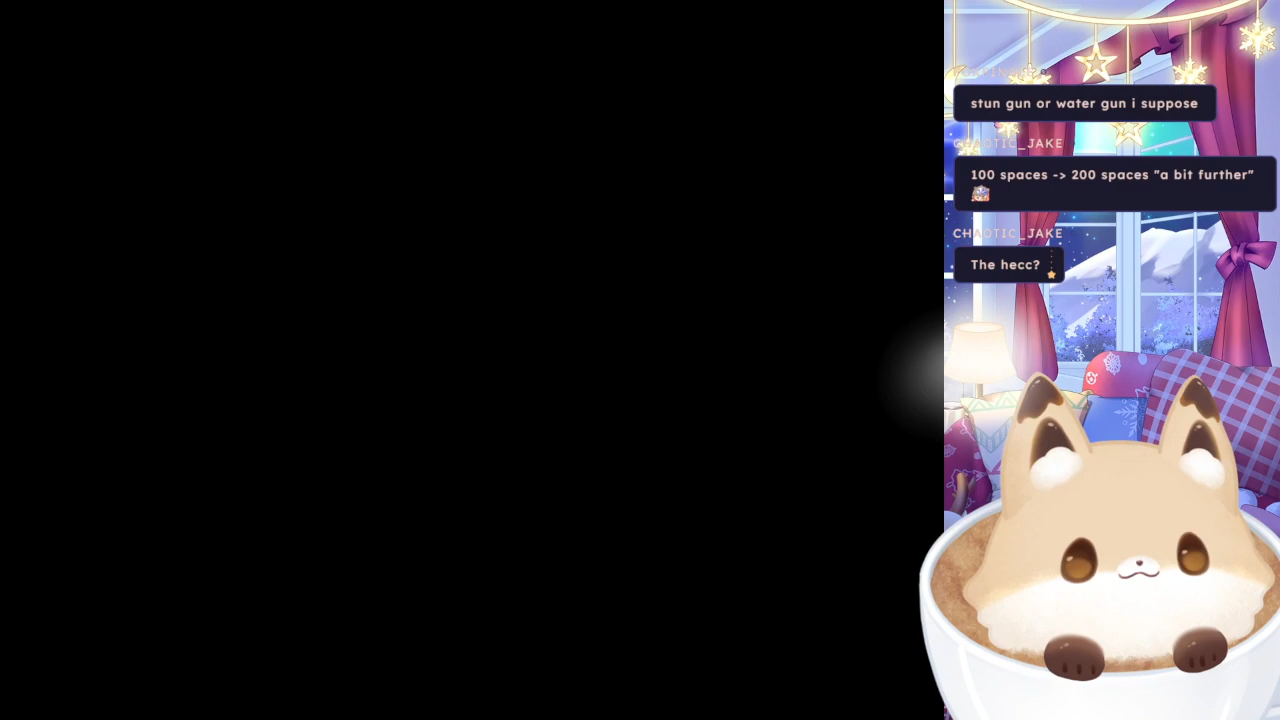 stun gun or water gun i suppose
CHAOTIC_JAKE
100 spaces -> 200 spaces "a bit further"
CHAOTIC_JAKE
The hecc?